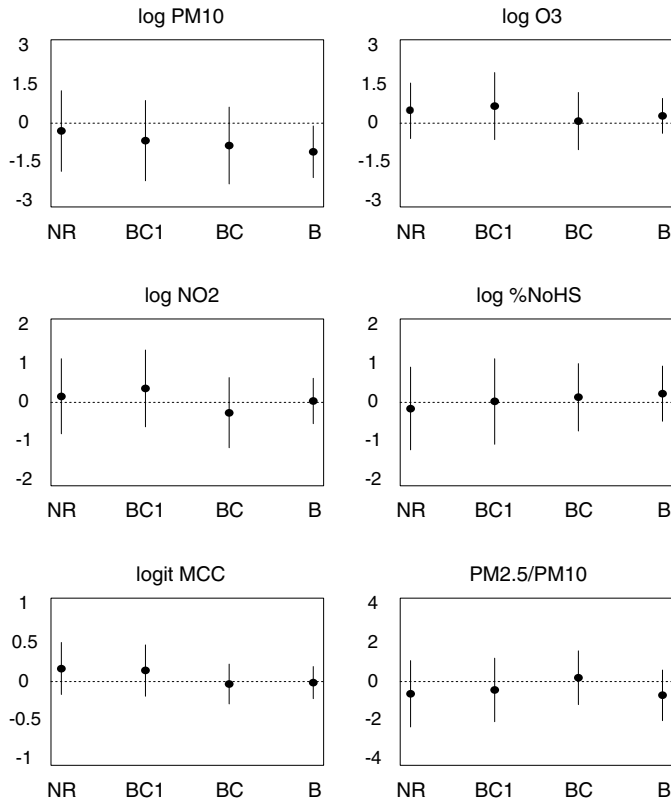 log PM10
3
1.5
0
-1.5
-3
NR BC1 BC B
log O3
3
1.5
0
-1.5
-3
NR BC1 BC B
log NO2
2
1
0
-1
-2
NR BC1 BC B
log %NoHS
2
1
0
-1
-2
NR BC1 BC B
logit MCC
1
0.5
0
-0.5
-1
NR BC1 BC B
PM2.5/PM10
4
2
0
-2
-4
NR BC1 BC B